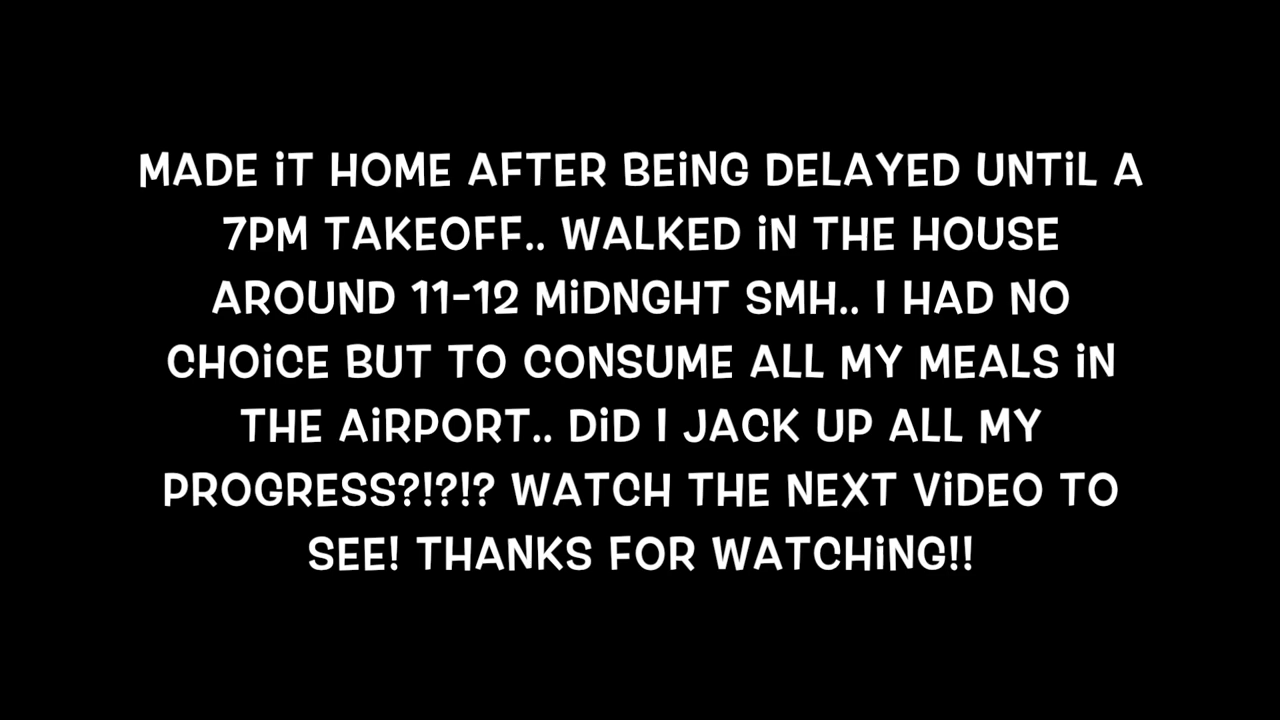 MADE iT HOME AFTER BEiNG DELAYED UNTiL A
7PM TAKEOFF.. WALKED iN THE HOUSE
AROUND 11-12 MiDNGHT SMH.. I HAD NO
CHOiCE BUT TO CONSUME ALL MY MEALS iN
THE AiRPORT.. DiD I JACK UP ALL MY
PROGRESS?!?!? WATCH THE NEXT ViDEO TO
SEE! THANKS FOR WATCHiNG!!